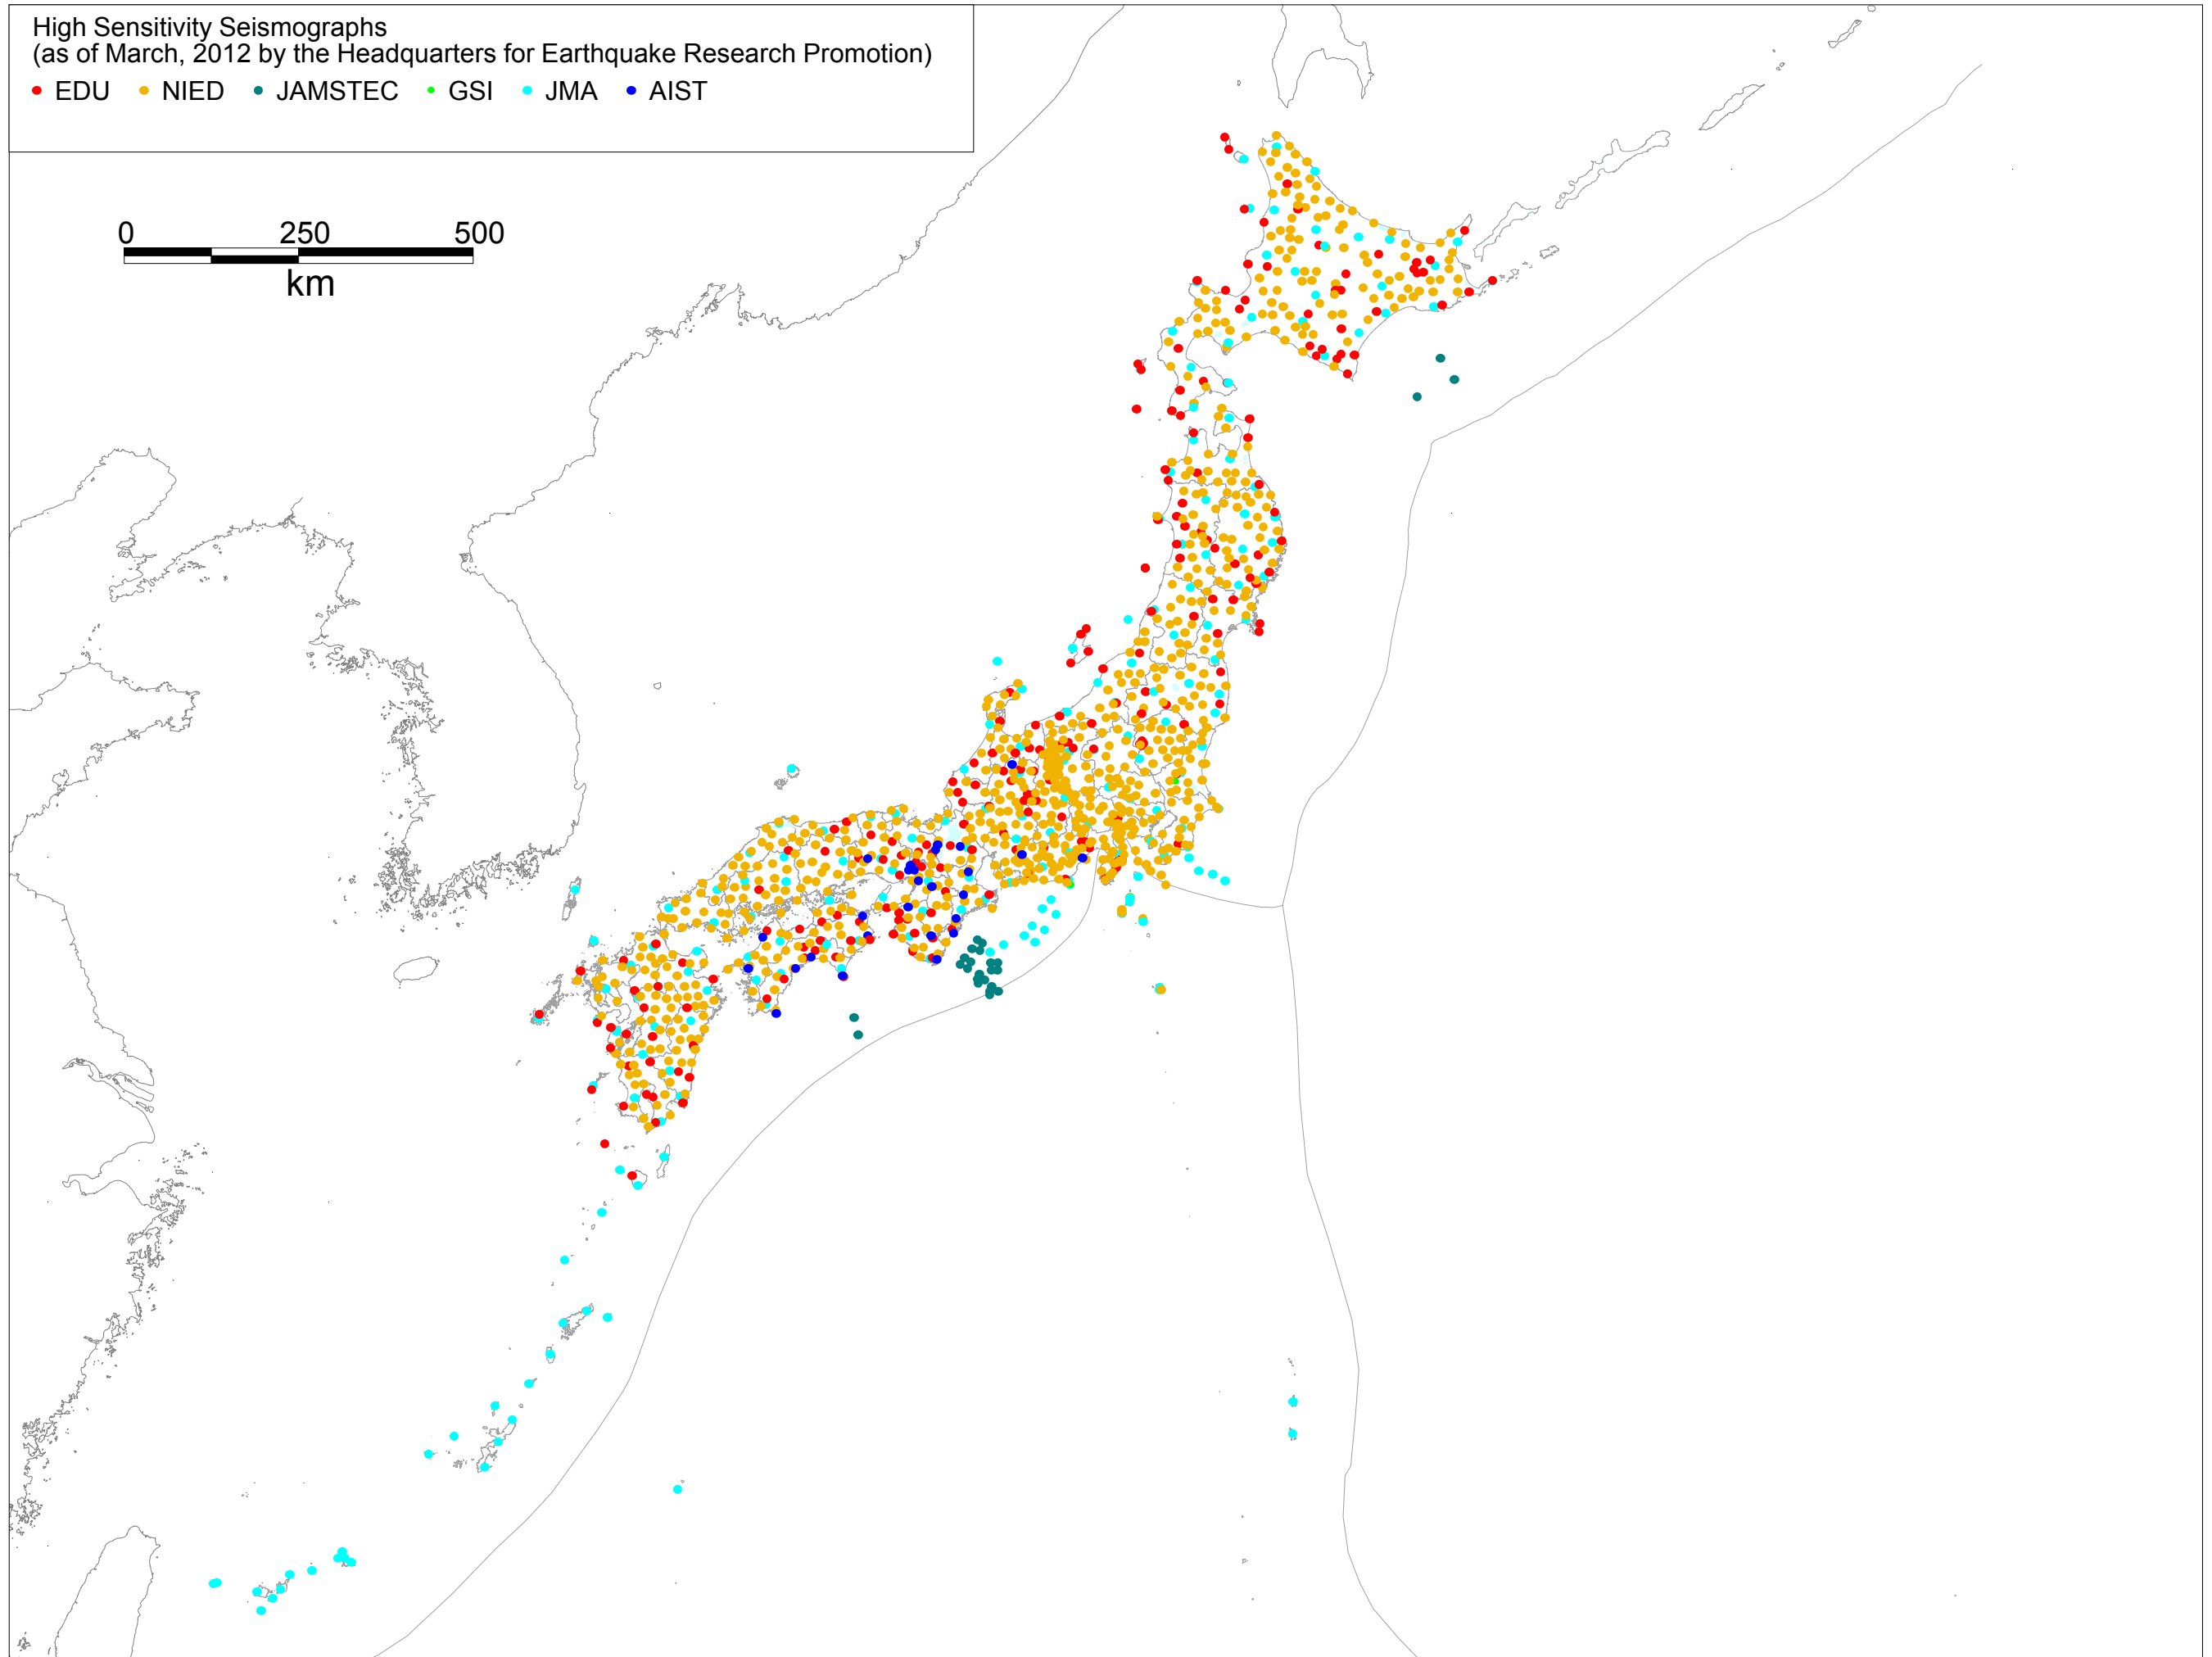 High Sensitivity Seismographs
(as of March, 2012 by the Headquarters for Earthquake Research Promotion)
EDU NIED JAMSTEC GSI JMA AIST
0 250 500
km